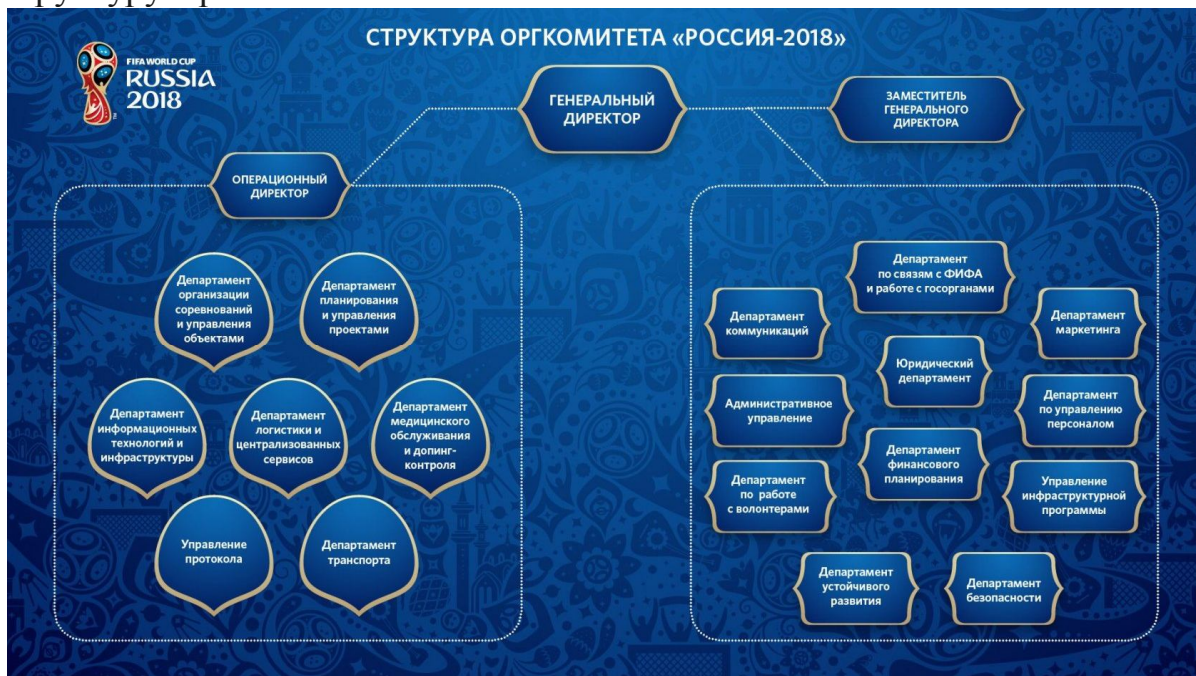 СТРУКТУРА ОРГКОМИТЕТА «РОССИЯ-2018»
FIFA WORLD CUP
RUSSIA
2018
ГЕНЕРАЛЬНЫЙ
ДИРЕКТОР
ЗАМЕСТИТЕЛЬ
ГЕНЕРАЛЬНОГО
ДИРЕКТОРА
ОПЕРАЦИОННЫЙ
ДИРЕКТОР
Департамент
организации
соревнований
и управления
объектами
Департамент
планирования
и управления
проектами
Департамент
информационных
технологий и
инфраструктуры
Департамент
логистики и
централизованных
сервисов
Департамент
медицинского
обслуживания
и допинг-
контроля
Управление
протокола
Департамент
транспорта
Департамент
по связям с ФИФА
и работе с госорганами
Департамент
коммуникаций
Департамент
маркетинга
Юридический
департамент
Административное
управление
Департамент
по управлению
персоналом
Департамент
финансового
планирования
Департамент
по работе
с волонтерами
Управление
инфраструктурной
программы
Департамент
устойчивого
развития
Департамент
безопасности